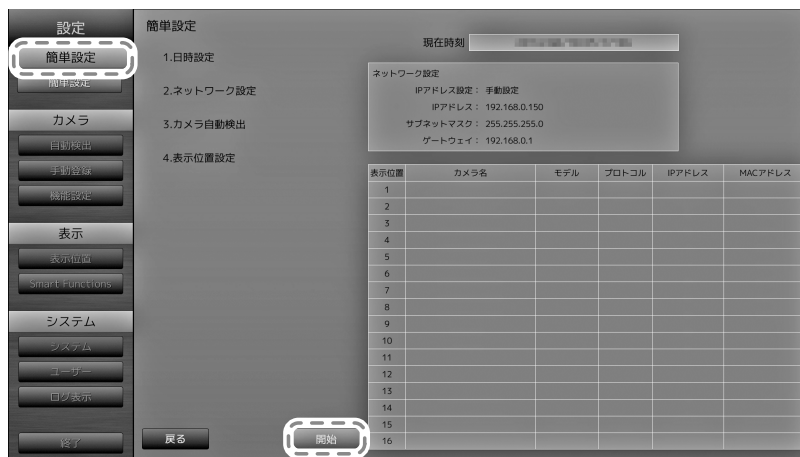 設定
簡単設定
簡単設定
カメラ
自動検出
手動登録
機能設定
表示
表示位置
Smart Functions
システム
システム
ユーザー
ログ表示
終了
簡単設定
1.日時設定
2.ネットワーク設定
3.カメラ自動検出
4.表示位置設定
戻る
開始
現在時刻
ネットワーク設定
IPアドレス設定： 手動設定
IPアドレス： 192.168.0.150
サブネットマスク： 255.255.255.0
ゲートウェイ： 192.168.0.1
表示位置 カメラ名 モデル プロトコル IPアドレス MACアドレス
1
2
3
4
5
6
7
8
9
10
11
12
13
14
15
16